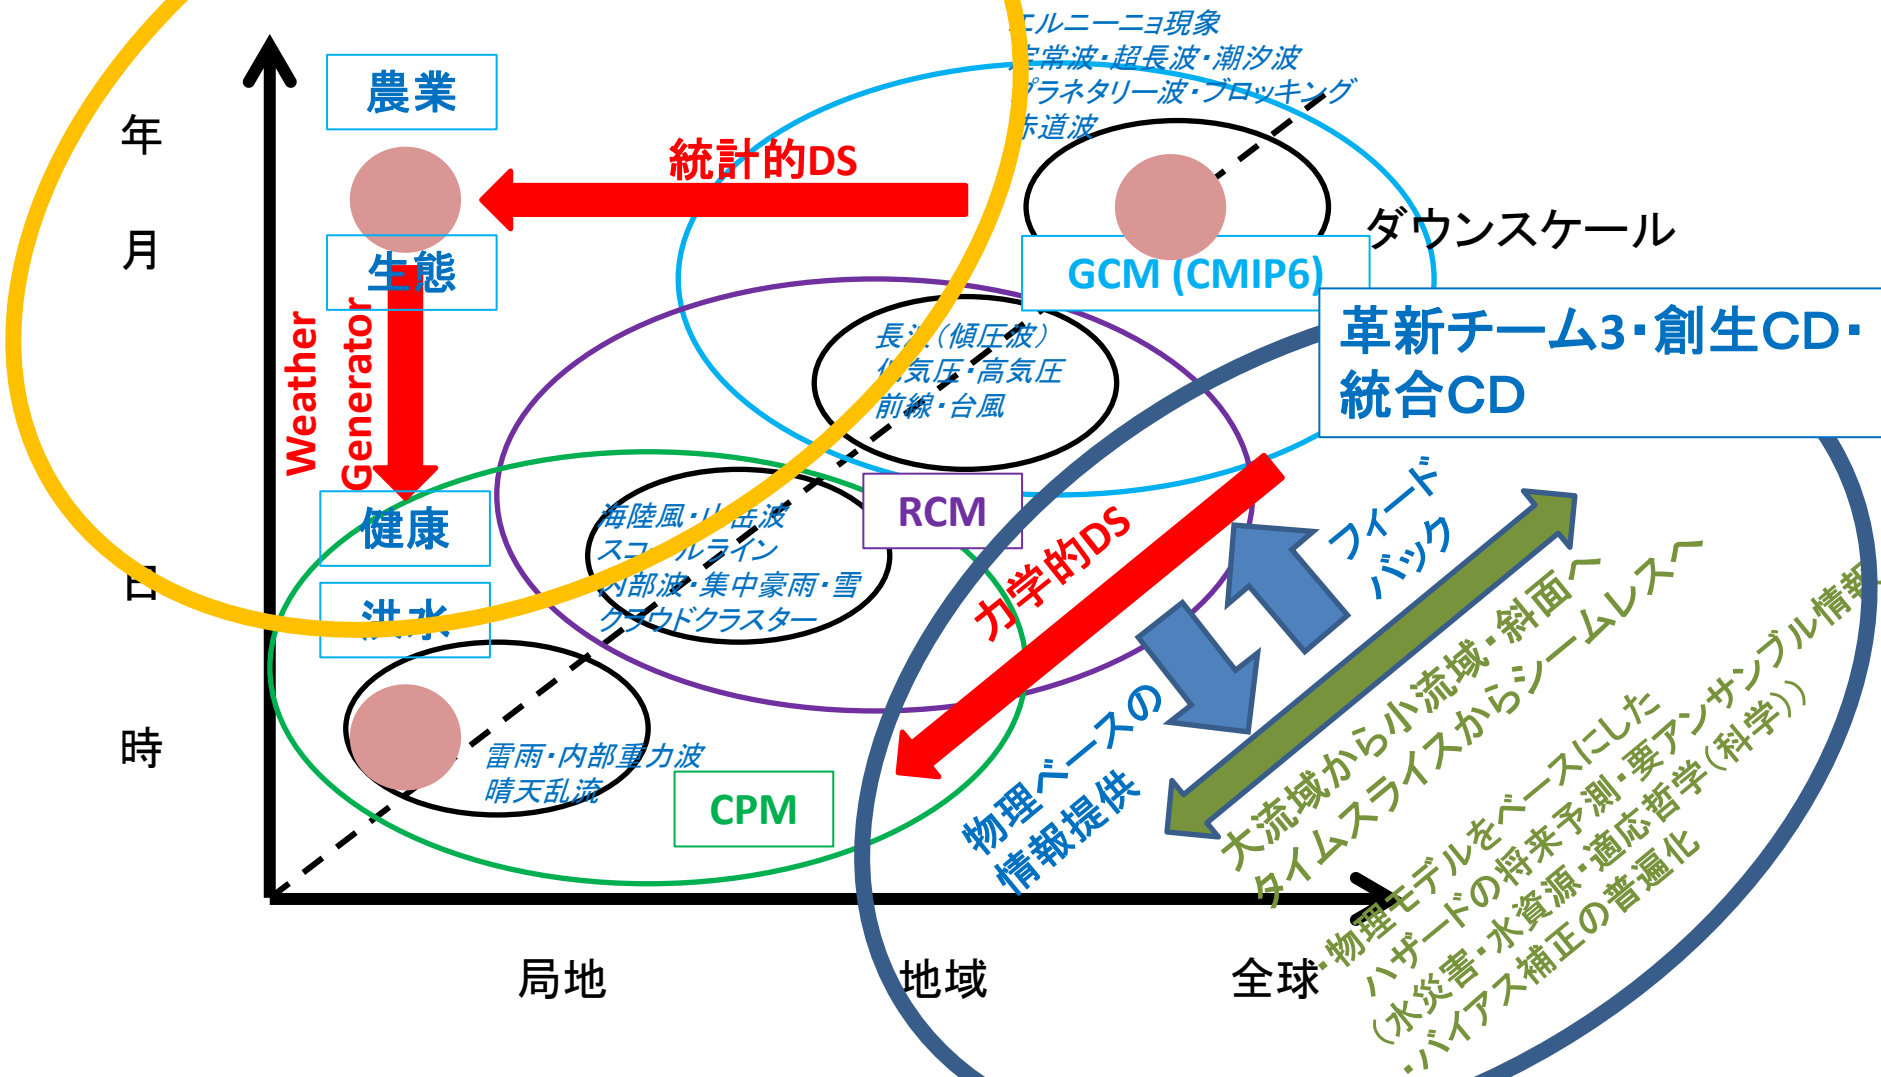 エルニーニョ現象
定常波・超長波・潮汐波
プラネタリー波・ブロッキング
赤道波
農業
年
統計的DS
月
ダウンスケール
生態
GCM (CMIP6)
革新チーム3・創生CD・
統合CD
Weather
Generator
長波（傾圧波）
低気圧・高気圧
前線・台風
健康
RCM
海陸風・山岳波
スコールライン
内部波・集中豪雨・雪
クラウドクラスター
力学的DS
フィード
バック
日
洪水
時
雷雨・内部重力波
晴天乱流
CPM
物理ベースの
情報提供
大流域から小流域・斜面へ
タイムスライスからシームレスへ
・物理モデルをベースにした
ハザードの将来予測・要アンサンブル情報
（水災害・水資源・適応哲学（科学））
・バイアス補正の普遍化
局地
地域
全球